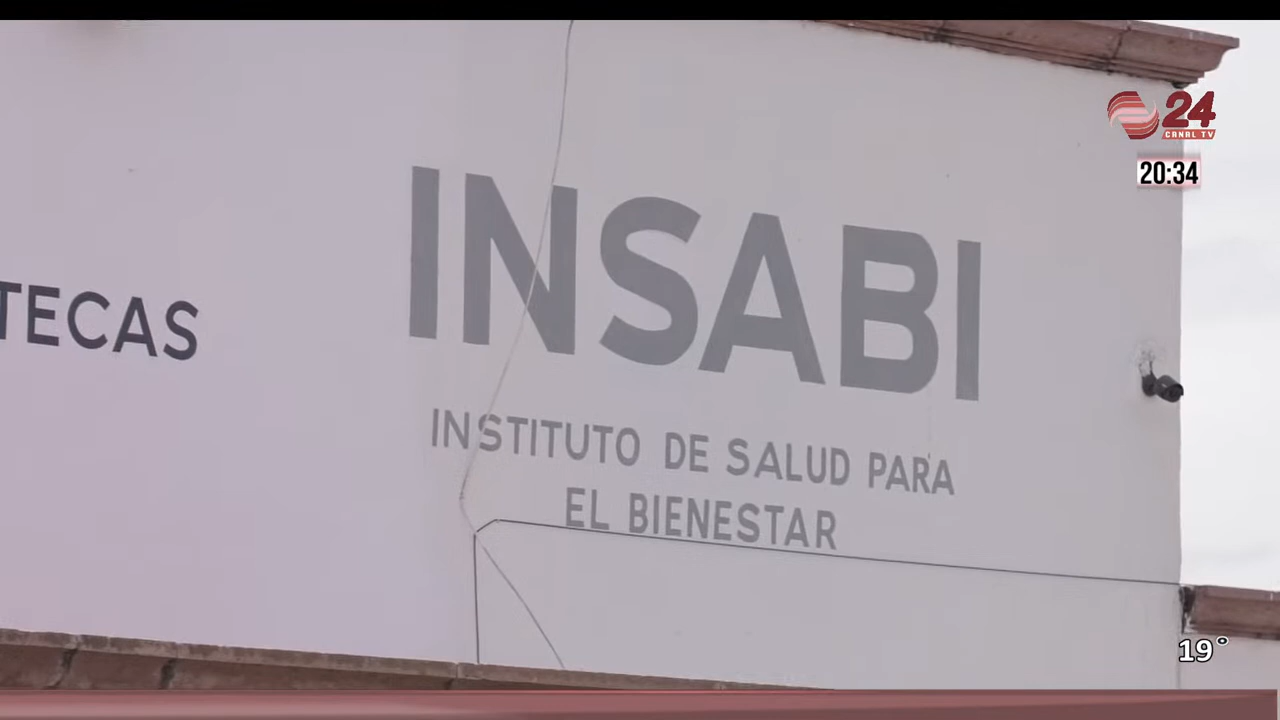 24
CANAL TV
20:34
TECAS
INSABI
INSTITUTO DE SALUD PARA
EL BIENESTAR
19°